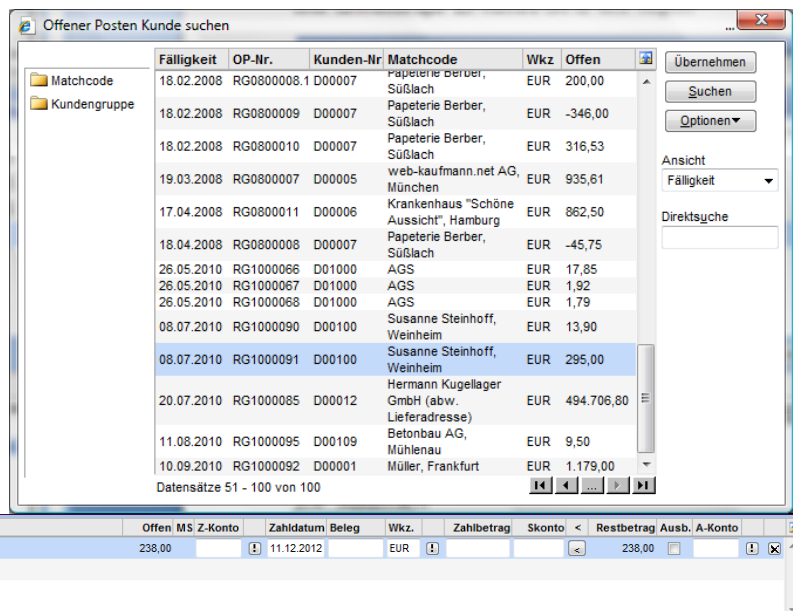 Offener Posten Kunde suchen
...
X
Matchcode
Kundengruppe
Fälligkeit OP-Nr. Kunden-Nr Matchcode Wkz Offen
18.02.2008 RG0800008.1 D00007 Papeterie Berber, EUR 200,00
Süßlach
18.02.2008 RG0800009 D00007 Papeterie Berber, EUR -346,00
Süßlach
18.02.2008 RG0800010 D00007 Papeterie Berber, EUR 316,53
Süßlach
19.03.2008 RG0800007 D00005 web-kaufmann.net AG, EUR 935,61
München
17.04.2008 RG0800011 D00006 Krankenhaus "Schöne EUR 862,50
Aussicht", Hamburg
18.04.2008 RG0800008 D00007 Papeterie Berber, EUR -45,75
Süßlach
26.05.2010 RG1000066 D01000 AGS EUR 17,85
26.05.2010 RG1000067 D01000 AGS EUR 1,92
26.05.2010 RG1000068 D01000 AGS EUR 1,79
08.07.2010 RG1000090 D00100 Susanne Steinhoff, EUR 13,90
Weinheim
08.07.2010 RG1000091 D00100 Susanne Steinhoff, EUR 295,00
Weinheim
20.07.2010 RG1000085 D00012 Hermann Kugellager EUR 494.706,80
GmbH (abw.
Lieferadresse)
11.08.2010 RG1000095 D00109 Betonbau AG, EUR 9,50
Mühlenau
10.09.2010 RG1000092 D00001 Müller, Frankfurt EUR 1.179,00
Datensätze 51 - 100 von 100
...
Übernehmen
Suchen
Optionen
Ansicht
Fälligkeit
Direktsuche
Offen MS Z-Konto Zahldatum Beleg Wkz. Zahlbetrag Skonto < Restbetrag Ausb. A-Konto
238,00 ! 11.12.2012 EUR ! < 238,00 ! X